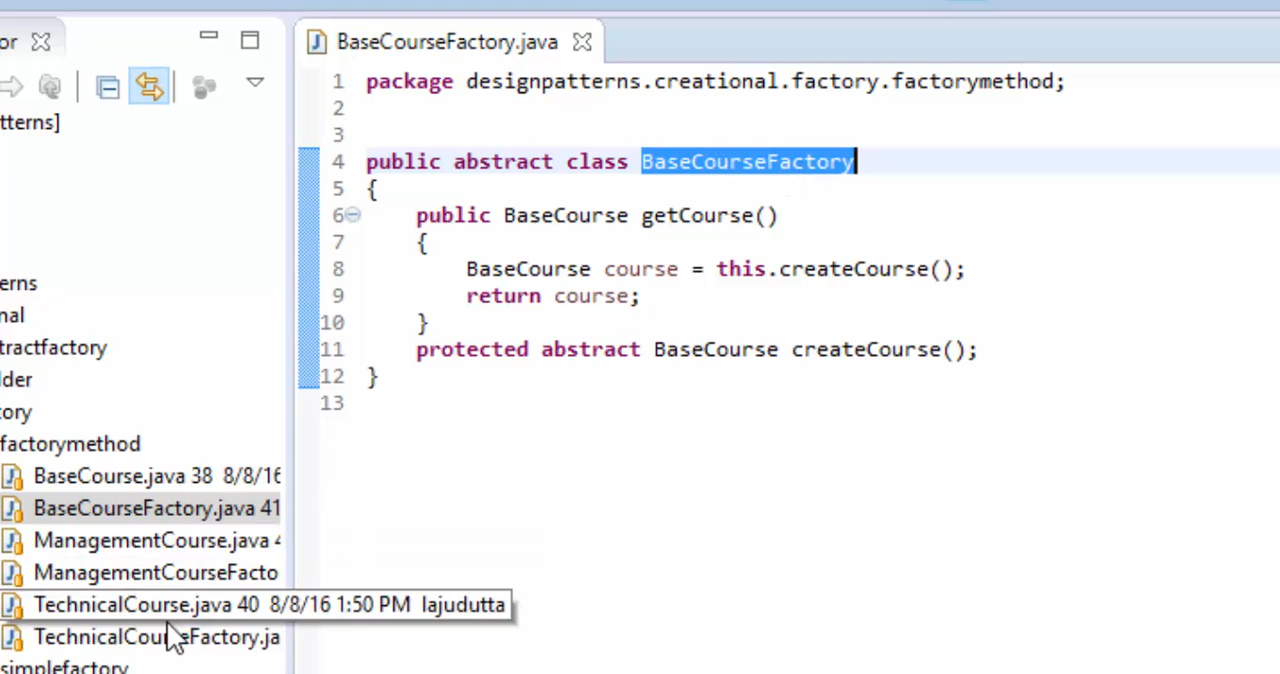 or
BaseCourseFactory.java
tterns]
erns
nal
tractfactory
lder
tory
factorymethod
BaseCourse.java 38 8/8/16
BaseCourseFactory.java 41
ManagementCourse.java
ManagementCourseFacto
TechnicalCourse.java 40 8/8/16 1:50 PM lajudutta
TechnicalCourseFactory.ja
simplefactory
1 package designpatterns.creational.factory.factorymethod;
2
3
4 public abstract class BaseCourseFactory
5 {
6 public BaseCourse getCourse()
7 {
8 BaseCourse course = this.createCourse();
9 return course;
10 }
11 protected abstract BaseCourse createCourse();
12 }
13